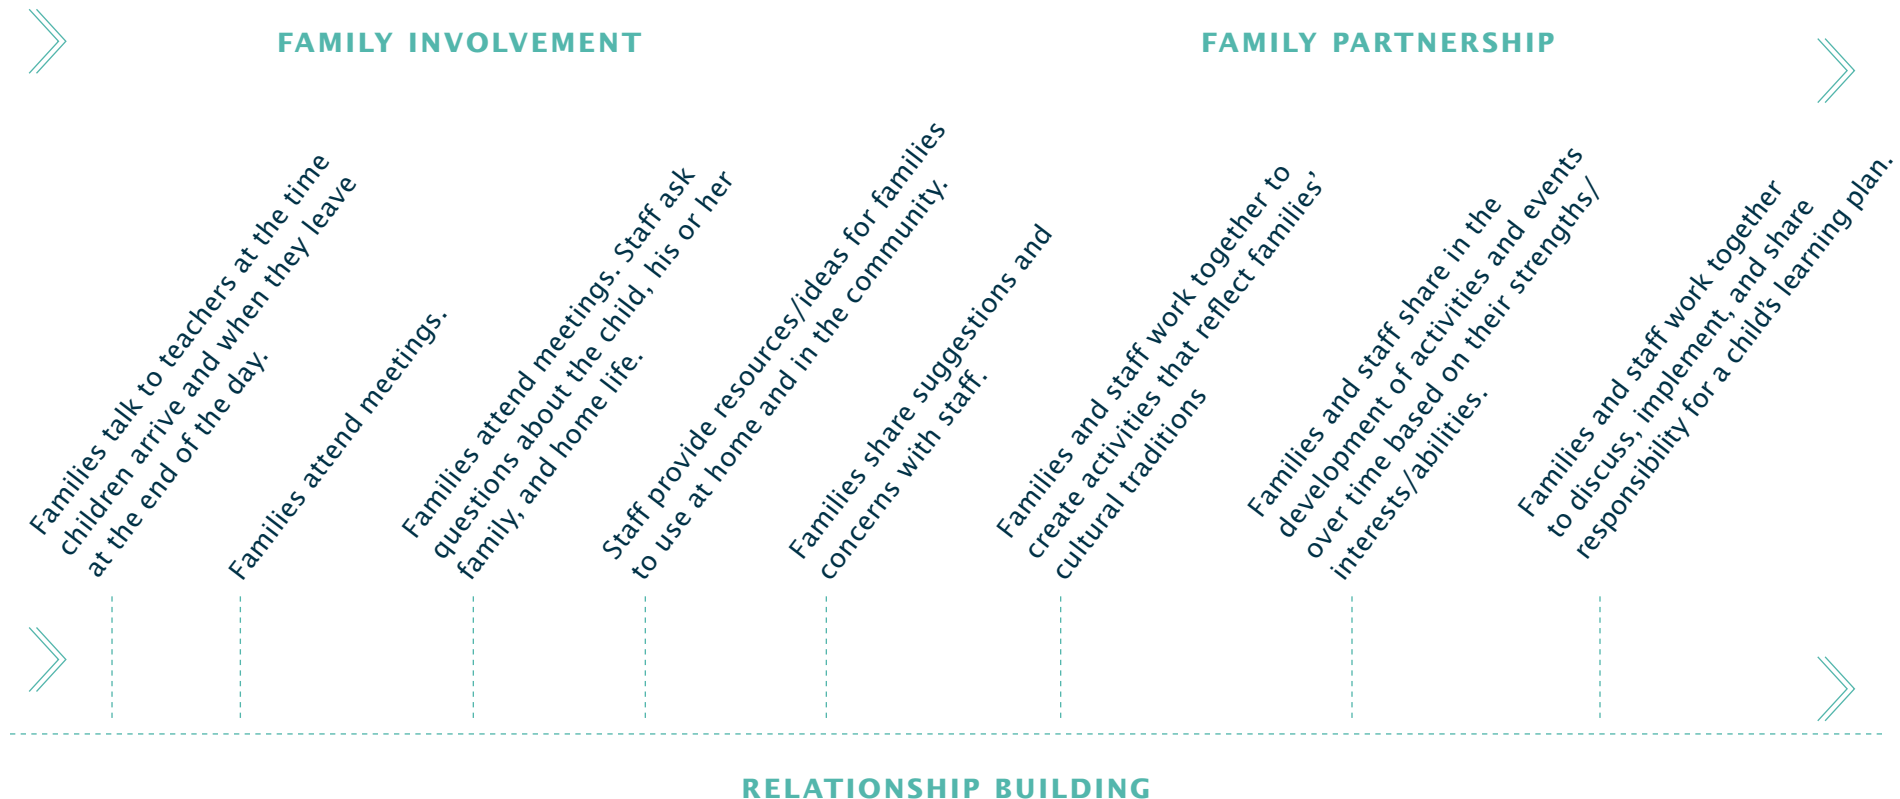 FAMILY INVOLVEMENT
FAMILY PARTNERSHIP
Families talk to teachers at the time
children arrive and when they leave
at the end of the day.
Families attend meetings.
Families attend meetings. Staff ask
questions about the child, his or her
family, and home life.
Staff provide resources/ideas for families
to use at home and in the community.
Families share suggestions and
concerns with staff.
Families and staff work together to
create activities that reflect families’
cultural traditions
Families and staff share in the
development of activities and events
over time based on their strengths/
interests/abilities.
Families and staff work together
to discuss, implement, and share
responsibility for a child’s learning plan.
RELATIONSHIP BUILDING